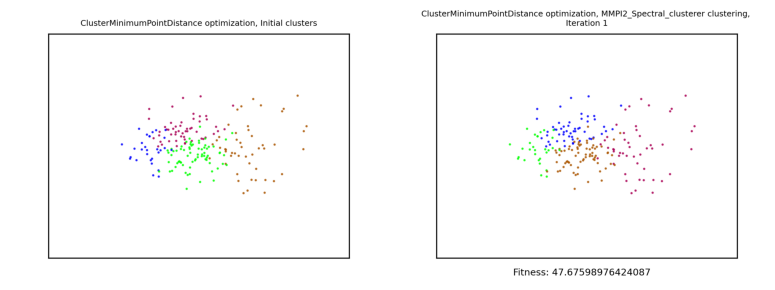 ClusterMinimumPointDistance optimization, Initial clusters
ClusterMinimumPointDistance optimization, MMPI2_Spectral_clusterer clustering,
Iteration 1
Fitness: 47.67598976424087